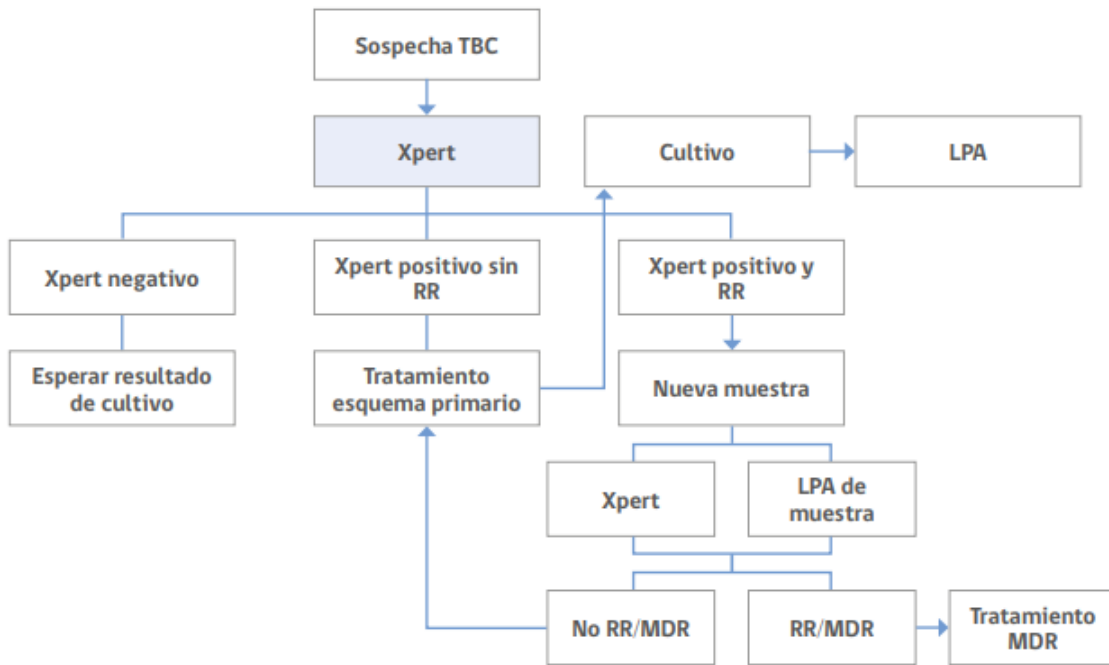 Sospecha TBC
Xpert
Cultivo
LPA
Xpert negativo
Xpert positivo sin
RR
Xpert positivo y
RR
Esperar resultado
de cultivo
Tratamiento
esquema primario
Nueva muestra
Xpert
LPA de
muestra
No RR/MDR
RR/MDR
Tratamiento
MDR